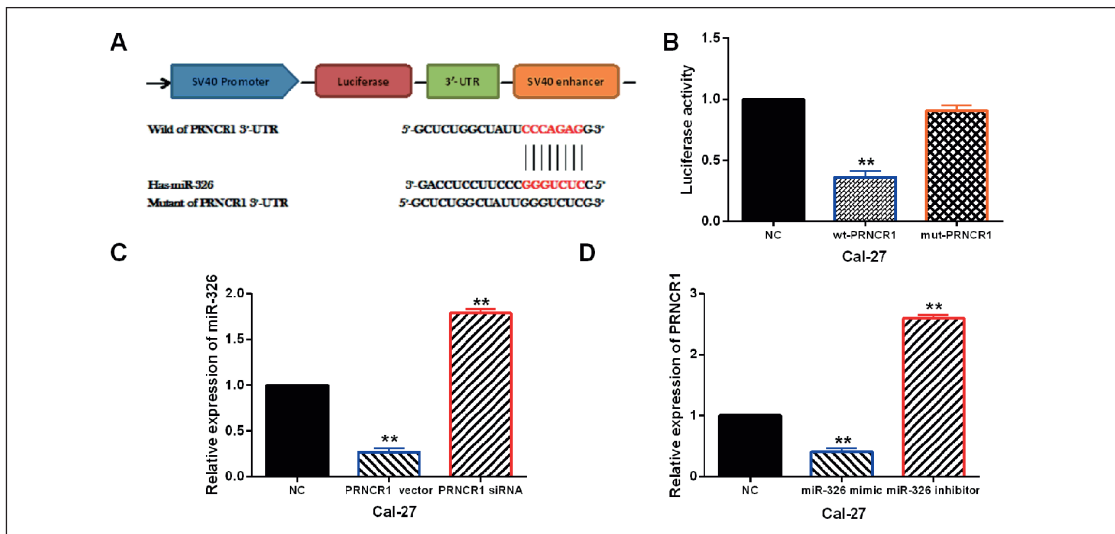 A
SV40 Promoter Luciferase 3'-UTR SV40 enhancer
Wild of PRNCR1 3'-UTR 5'-GCUCUGGCUAUUCCCAGAGG-3'
Has-miR-326 3'-GACCUCCUUCCCGGGUCUCC-5'
Mutant of PRNCR1 3'-UTR 5'-GCUCUGGCUAUUGGGUCUCG-3'
B
Luciferase activity
1.5
1.0
0.5
0.0
**
NC wt-PRNCR1 mut-PRNCR1
Cal-27
C
Relative expression of miR-326
2.0
1.5
1.0
0.5
0.0
**
**
NC PRNCR1 vector PRNCR1 siRNA
Cal-27
D
Relative expression of PRNCR1
3
2
1
0
**
**
NC miR-326 mimic miR-326 inhibitor
Cal-27